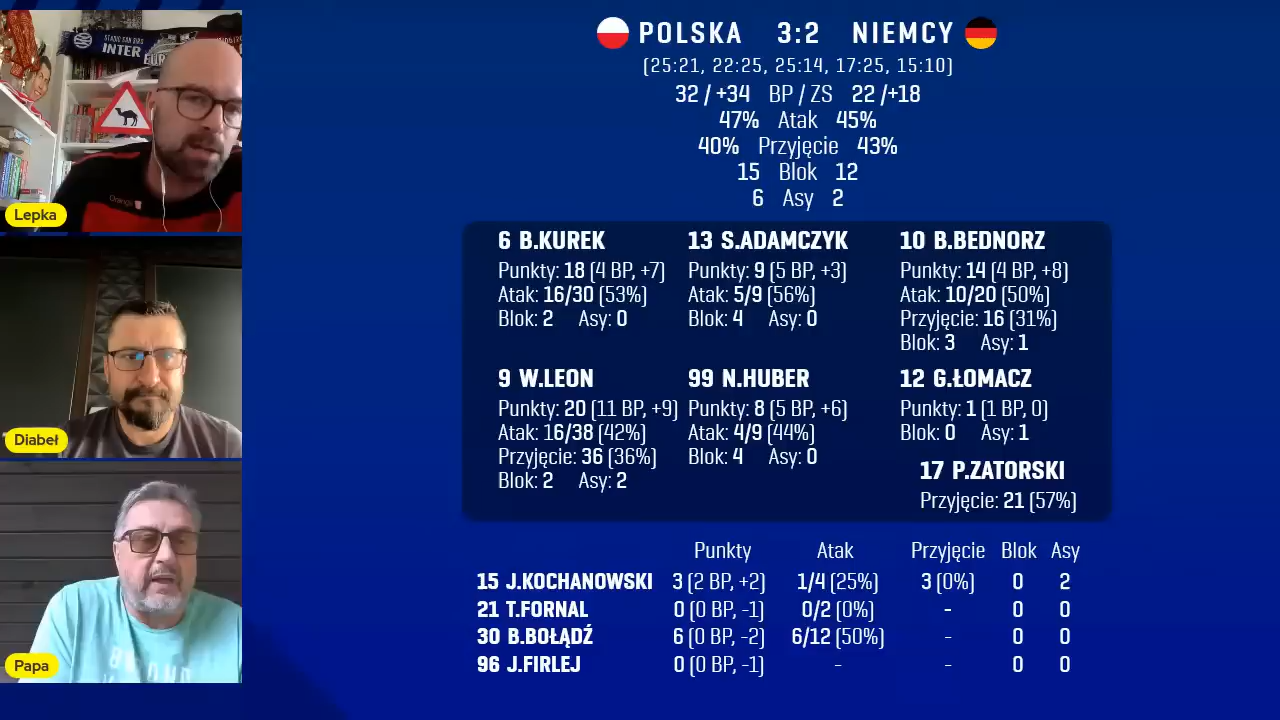 STADIO SAN SIRO
INTER
Lepka
Diabeł
Papa
POLSKA 3:2 NIEMCY
(25:21, 22:25, 25:14, 17:25, 15:10)
32 / +34 BP / ZS 22 /+18
47% Atak 45%
40% Przyjęcie 43%
15 Blok 12
6 Asy 2
6 B.KUREK
Punkty: 18 (4 BP, +7)
Atak: 16/30 (53%)
Blok: 2 Asy: 0
13 S.ADAMCZYK
Punkty: 9 (5 BP, +3)
Atak: 5/9 (56%)
Blok: 4 Asy: 0
10 B.BEDNORZ
Punkty: 14 (4 BP, +8)
Atak: 10/20 (50%)
Przyjęcie: 16 (31%)
Blok: 3 Asy: 1
9 W.LEON
Punkty: 20 (11 BP, +9)
Atak: 16/38 (42%)
Przyjęcie: 36 (36%)
Blok: 2 Asy: 2
99 N.HUBER
Punkty: 8 (5 BP, +6)
Atak: 4/9 (44%)
Blok: 4 Asy: 0
12 G.ŁOMACZ
Punkty: 1 (1 BP, 0)
Blok: 0 Asy: 1
17 P.ZATORSKI
Przyjęcie: 21 (57%)
Punkty Atak Przyjęcie Blok Asy
15 J.KOCHANOWSKI 3 (2 BP, +2) 1/4 (25%) 3 (0%) 0 2
21 T.FORNAL 0 (0 BP, -1) 0/2 (0%) - 0 0
30 B.BOŁĄDŹ 6 (0 BP, -2) 6/12 (50%) - 0 0
96 J.FIRLEJ 0 (0 BP, -1) - - 0 0